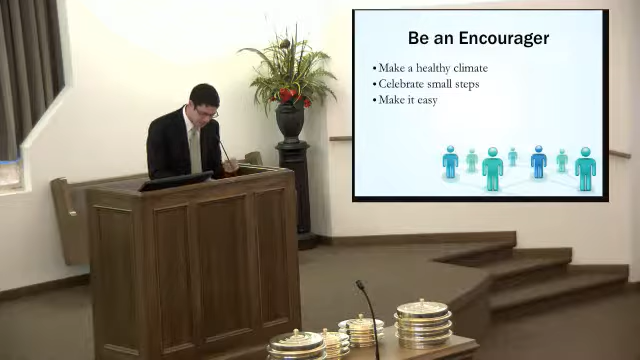 Be an Encourager
• Make a healthy climate
• Celebrate small steps
• Make it easy